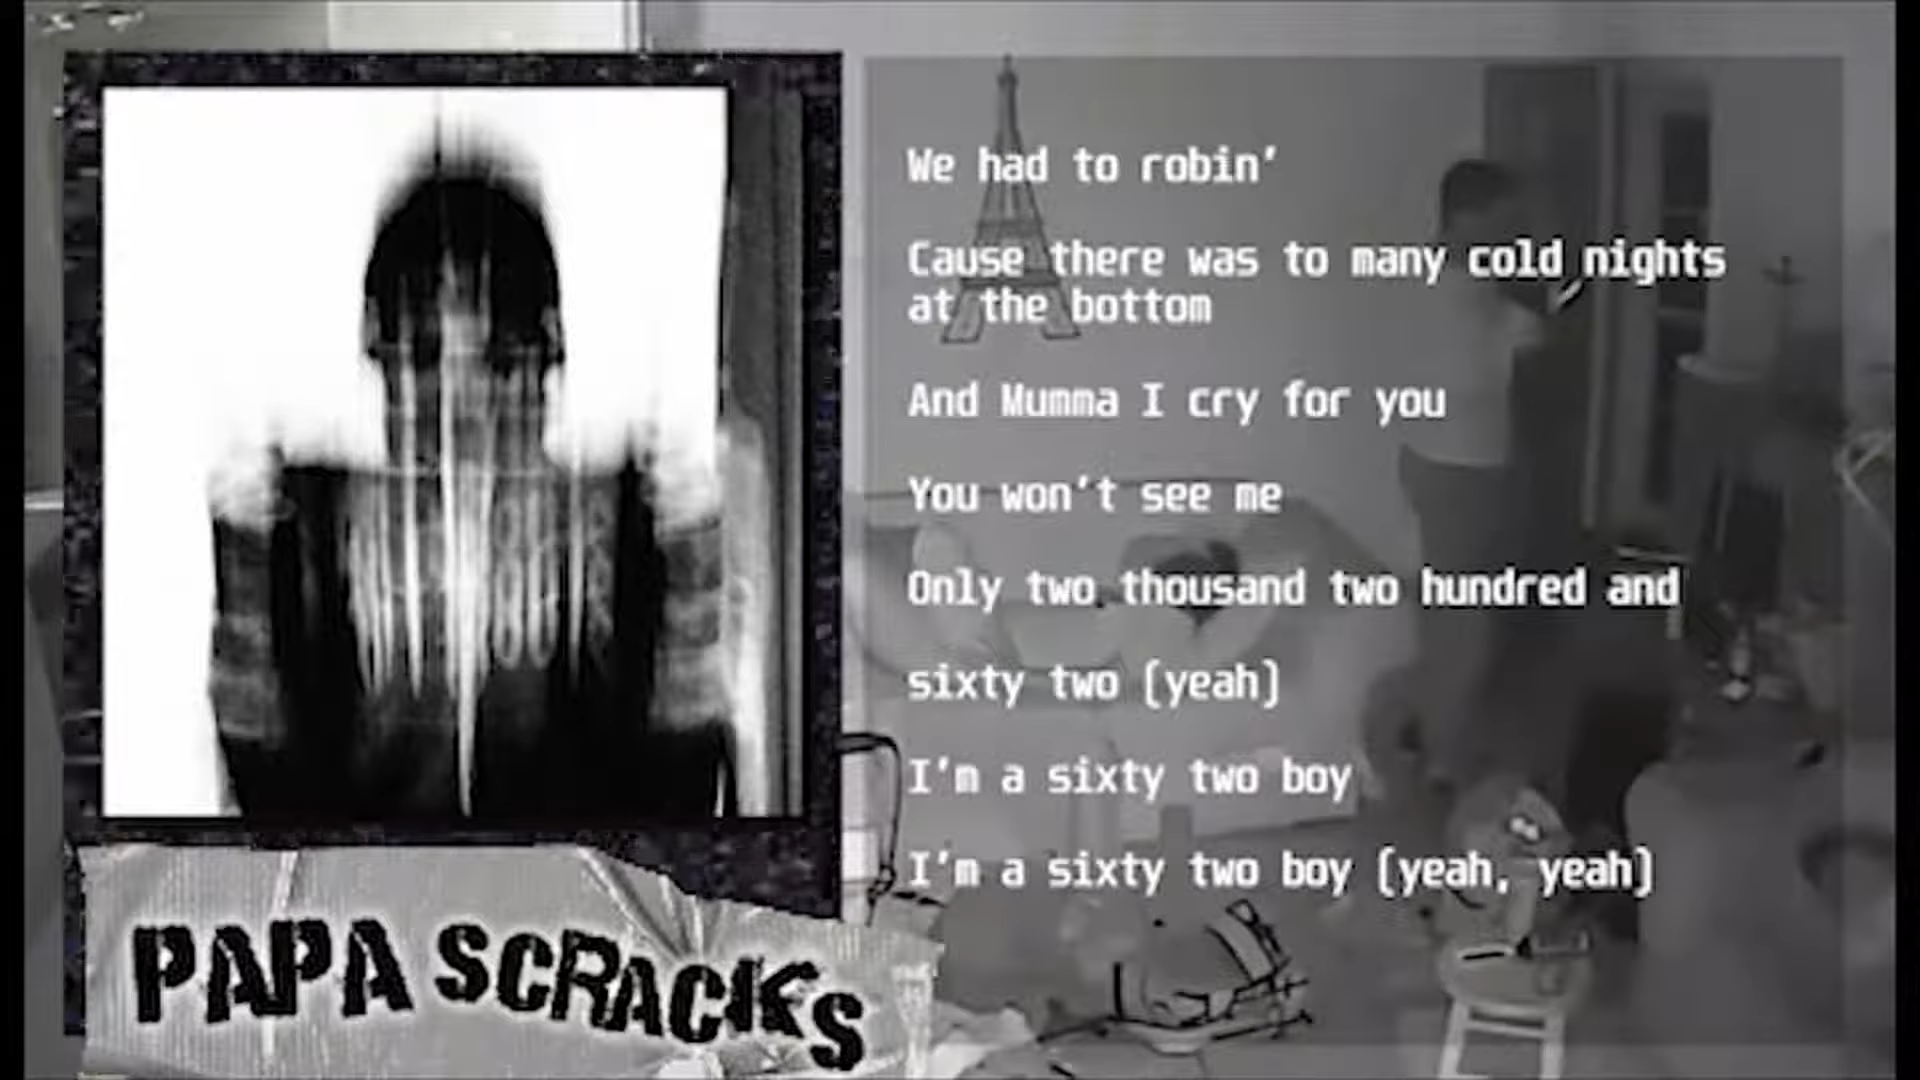 We had to robin'
Cause there was to many cold nights
at the bottom
And Mumma I cry for you
You won't see me
Only two thousand two hundred and
sixty two (yeah)
I'm a sixty two boy
I'm a sixty two boy (yeah, yeah)
PAPA SCRACKS